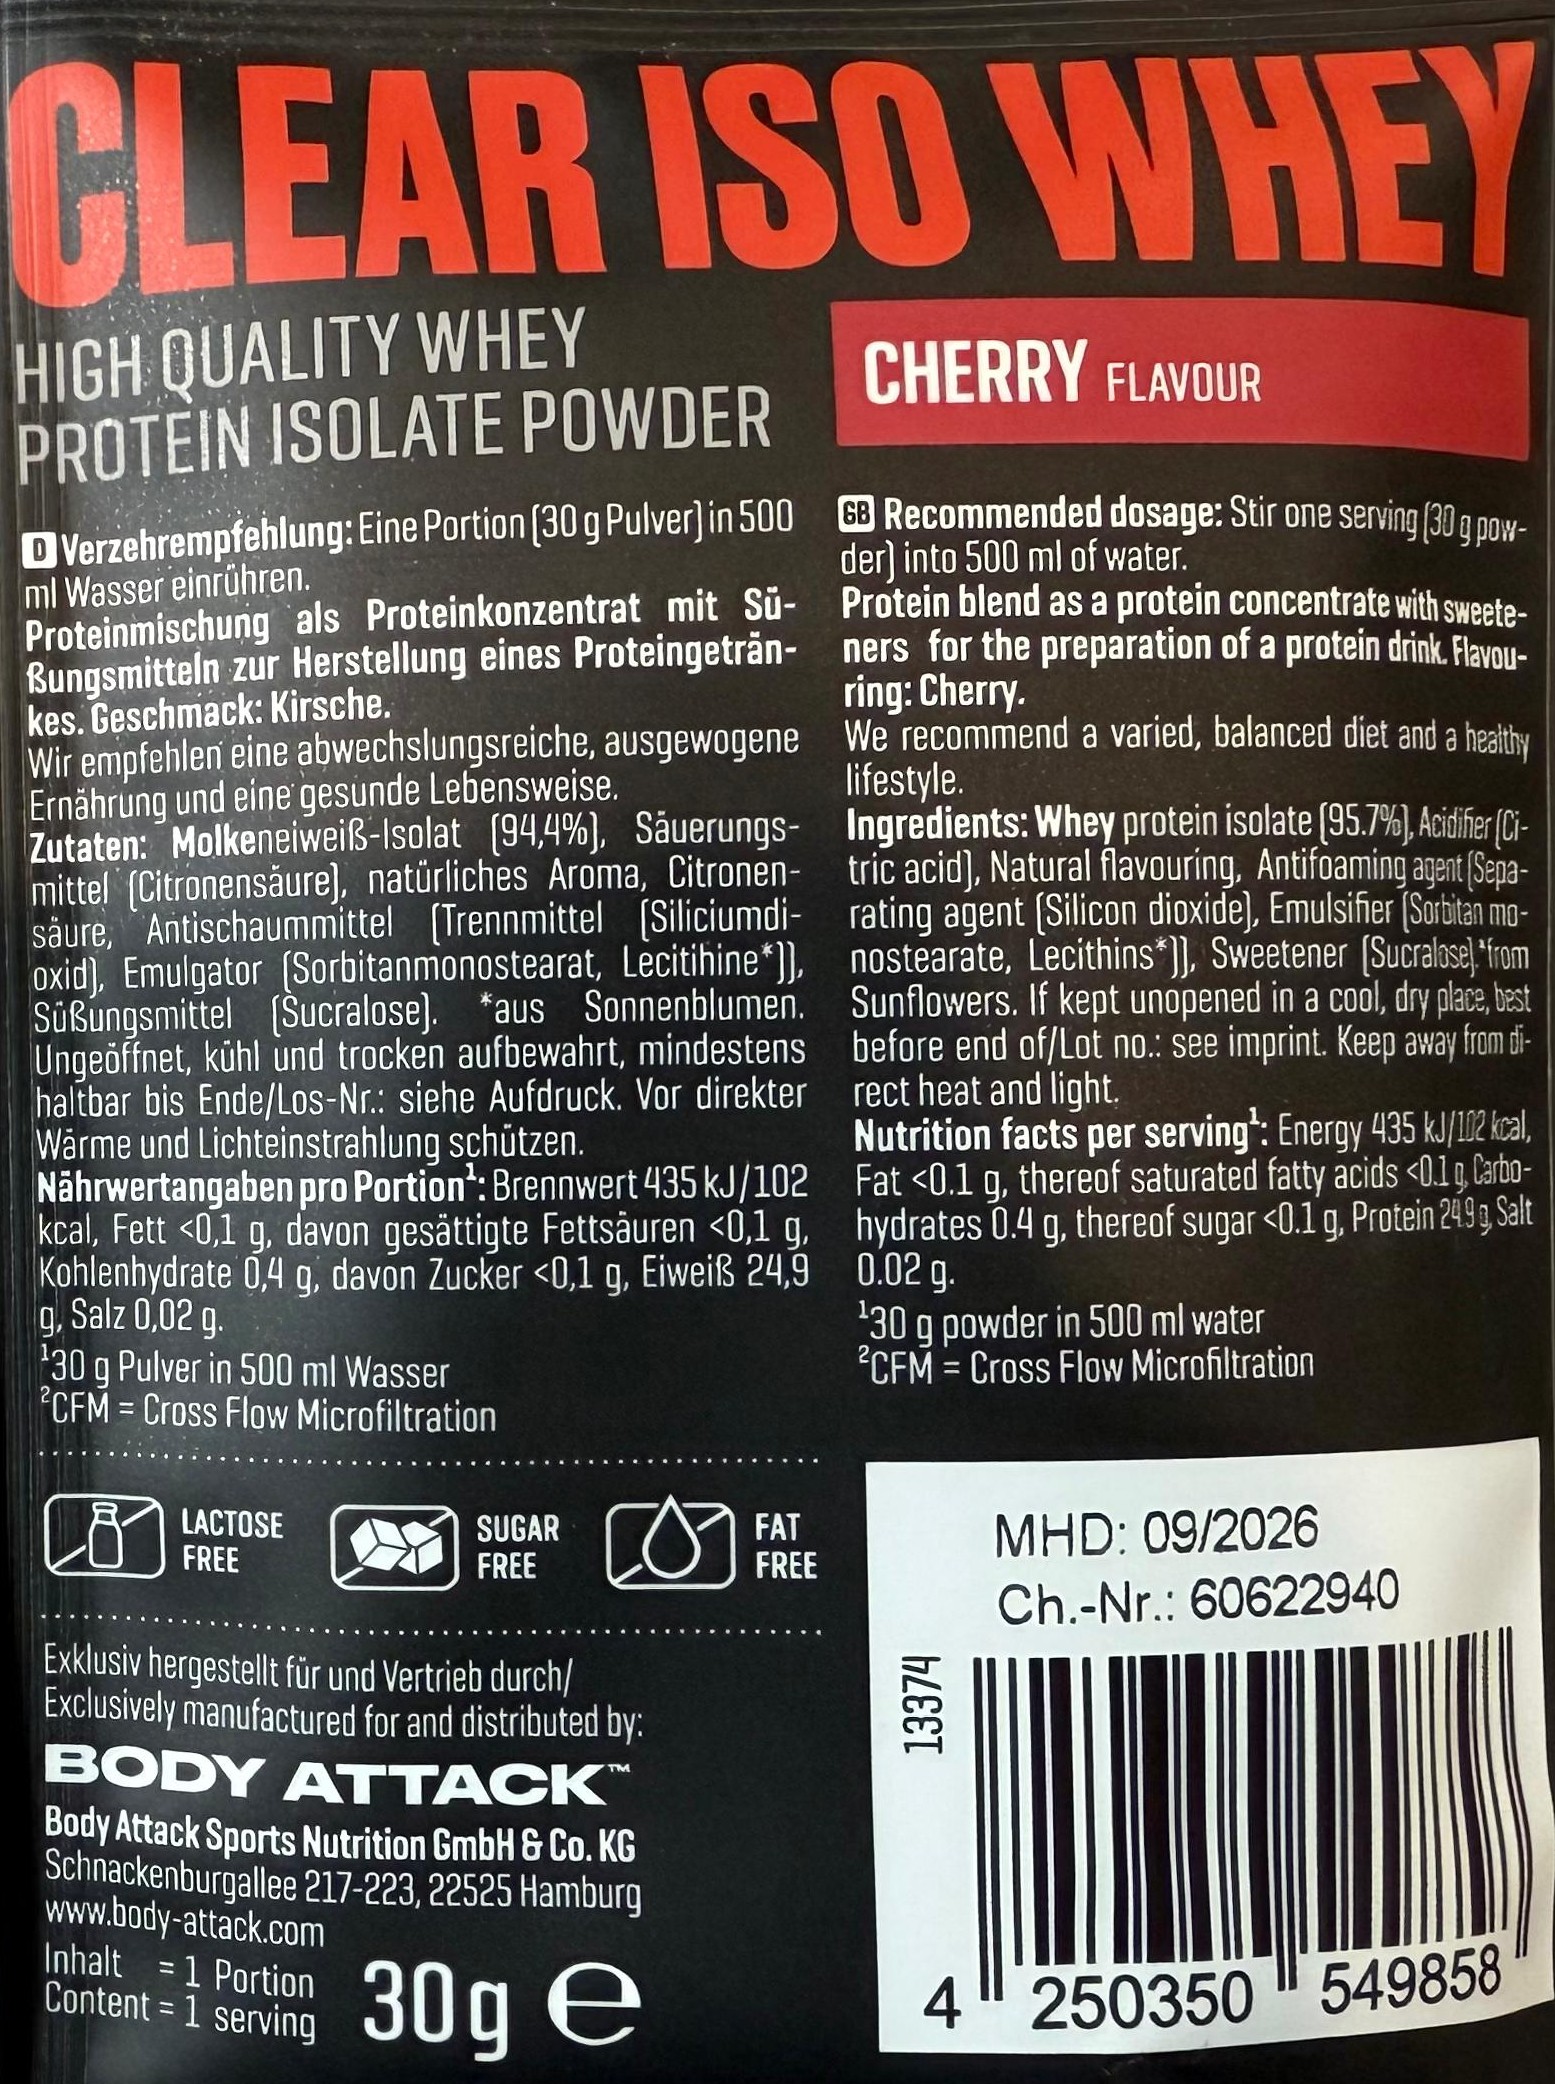 CLEAR ISO WHEY
HIGH QUALITY WHEY
PROTEIN ISOLATE POWDER
CHERRY FLAVOUR
D Verzehrempfehlung: Eine Portion (30 g Pulver) in 500
ml Wasser einrühren.
Proteinmischung als Proteinkonzentrat mit Sü-
ßungsmitteln zur Herstellung eines Proteingeträn-
kes. Geschmack: Kirsche.
Wir empfehlen eine abwechslungsreiche, ausgewogene
Ernährung und eine gesunde Lebensweise.
Zutaten: Molkeneiweiß-Isolat (94,4%), Säuerungs-
mittel (Citronensäure), natürliches Aroma, Citronen-
säure, Antischaummittel (Trennmittel (Siliciumdi-
oxid), Emulgator (Sorbitanmonostearat, Lecitihine*)),
Süßungsmittel (Sucralose). *aus Sonnenblumen.
Ungeöffnet, kühl und trocken aufbewahrt, mindestens
haltbar bis Ende/Los-Nr.: siehe Aufdruck. Vor direkter
Wärme und Lichteinstrahlung schützen.
Nährwertangaben pro Portion¹: Brennwert 435 kJ/102
kcal, Fett <0,1 g, davon gesättigte Fettsäuren <0,1 g,
Kohlenhydrate 0,4 g, davon Zucker <0,1 g, Eiweiß 24,9
g, Salz 0,02 g.
¹30 g Pulver in 500 ml Wasser
²CFM = Cross Flow Microfiltration
GB Recommended dosage: Stir one serving (30 g pow-
der) into 500 ml of water.
Protein blend as a protein concentrate with sweete-
ners for the preparation of a protein drink. Flavou-
ring: Cherry.
We recommend a varied, balanced diet and a healthy
lifestyle.
Ingredients: Whey protein isolate (95.7%), Acidifier (Ci-
tric acid), Natural flavouring, Antifoaming agent (Sepa-
rating agent (Silicon dioxide), Emulsifier (Sorbitan mo-
nostearate, Lecithins*)), Sweetener (Sucralose). *from
Sunflowers. If kept unopened in a cool, dry place, best
before end of/Lot no.: see imprint. Keep away from di-
rect heat and light.
Nutrition facts per serving¹: Energy 435 kJ/102 kcal,
Fat <0.1 g, thereof saturated fatty acids <0.1 g, Carbo-
hydrates 0.4 g, thereof sugar <0.1 g, Protein 24.9 g, Salt
0.02 g.
¹30 g powder in 500 ml water
²CFM = Cross Flow Microfiltration
LACTOSE
FREE
SUGAR
FREE
FAT
FREE
Exklusiv hergestellt für und Vertrieb durch/
Exclusively manufactured for and distributed by:
BODY ATTACK™
Body Attack Sports Nutrition GmbH & Co. KG
Schnackenburgallee 217-223, 22525 Hamburg
www.body-attack.com
Inhalt = 1 Portion
Content = 1 serving
30g e
MHD: 09/2026
Ch.-Nr.: 60622940
13374
4 250350 549858